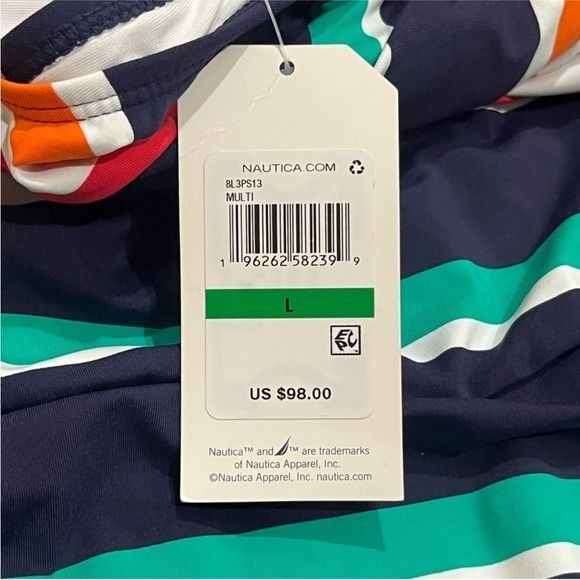 NAUTICA.COM
8L3PS13
MULTI
1 96262 58239 9
L
EPC
US $98.00
Nautica™ and ™ are trademarks
of Nautica Apparel, Inc.
©Nautica Apparel, Inc. nautica.com